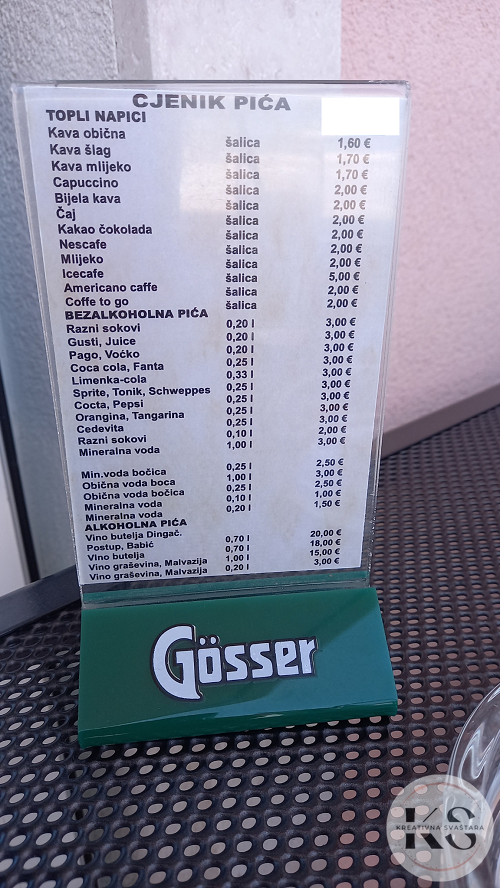 CJENIK PIĆA
TOPLI NAPICI
Kava obična šalica 1,60 €
Kava šlag šalica 1,70 €
Kava mlijeko šalica 1,70 €
Capuccino šalica 2,00 €
Bijela kava šalica 2,00 €
Čaj šalica 2,00 €
Kakao čokolada šalica 2,00 €
Nescafe šalica 2,00 €
Mlijeko šalica 2,00 €
Icecafe šalica 5,00 €
Americano caffe šalica 2,00 €
Coffe to go šalica 2,00 €
BEZALKOHOLNA PIĆA
Razni sokovi 0,20 l 3,00 €
Gusti, Juice 0,20 l 3,00 €
Pago, Voćko 0,20 l 3,00 €
Coca cola, Fanta 0,25 l 3,00 €
Limenka-cola 0,33 l 3,00 €
Sprite, Tonik, Schweppes 0,25 l 3,00 €
Cocta, Pepsi 0,25 l 3,00 €
Orangina, Tangarina 0,25 l 3,00 €
Cedevita 0,25 l 3,00 €
Razni sokovi 0,10 l 2,00 €
Mineralna voda 1,00 l 3,00 €
Min.voda bočica 0,25 l 2,50 €
Obična voda boca 1,00 l 3,00 €
Obična voda bočica 0,25 l 2,50 €
Mineralna voda 0,10 l 1,00 €
Mineralna voda 0,20 l 1,50 €
ALKOHOLNA PIĆA
Vino butelja Dingač.
Postup, Babić 0,70 l 20,00 €
Vino butelja 0,70 l 18,00 €
Vino graševina, Malvazija 1,00 l 15,00 €
Vino graševina, Malvazija 0,20 l 3,00 €
Gösser
KS
KREATIVNA SVAŠTARA